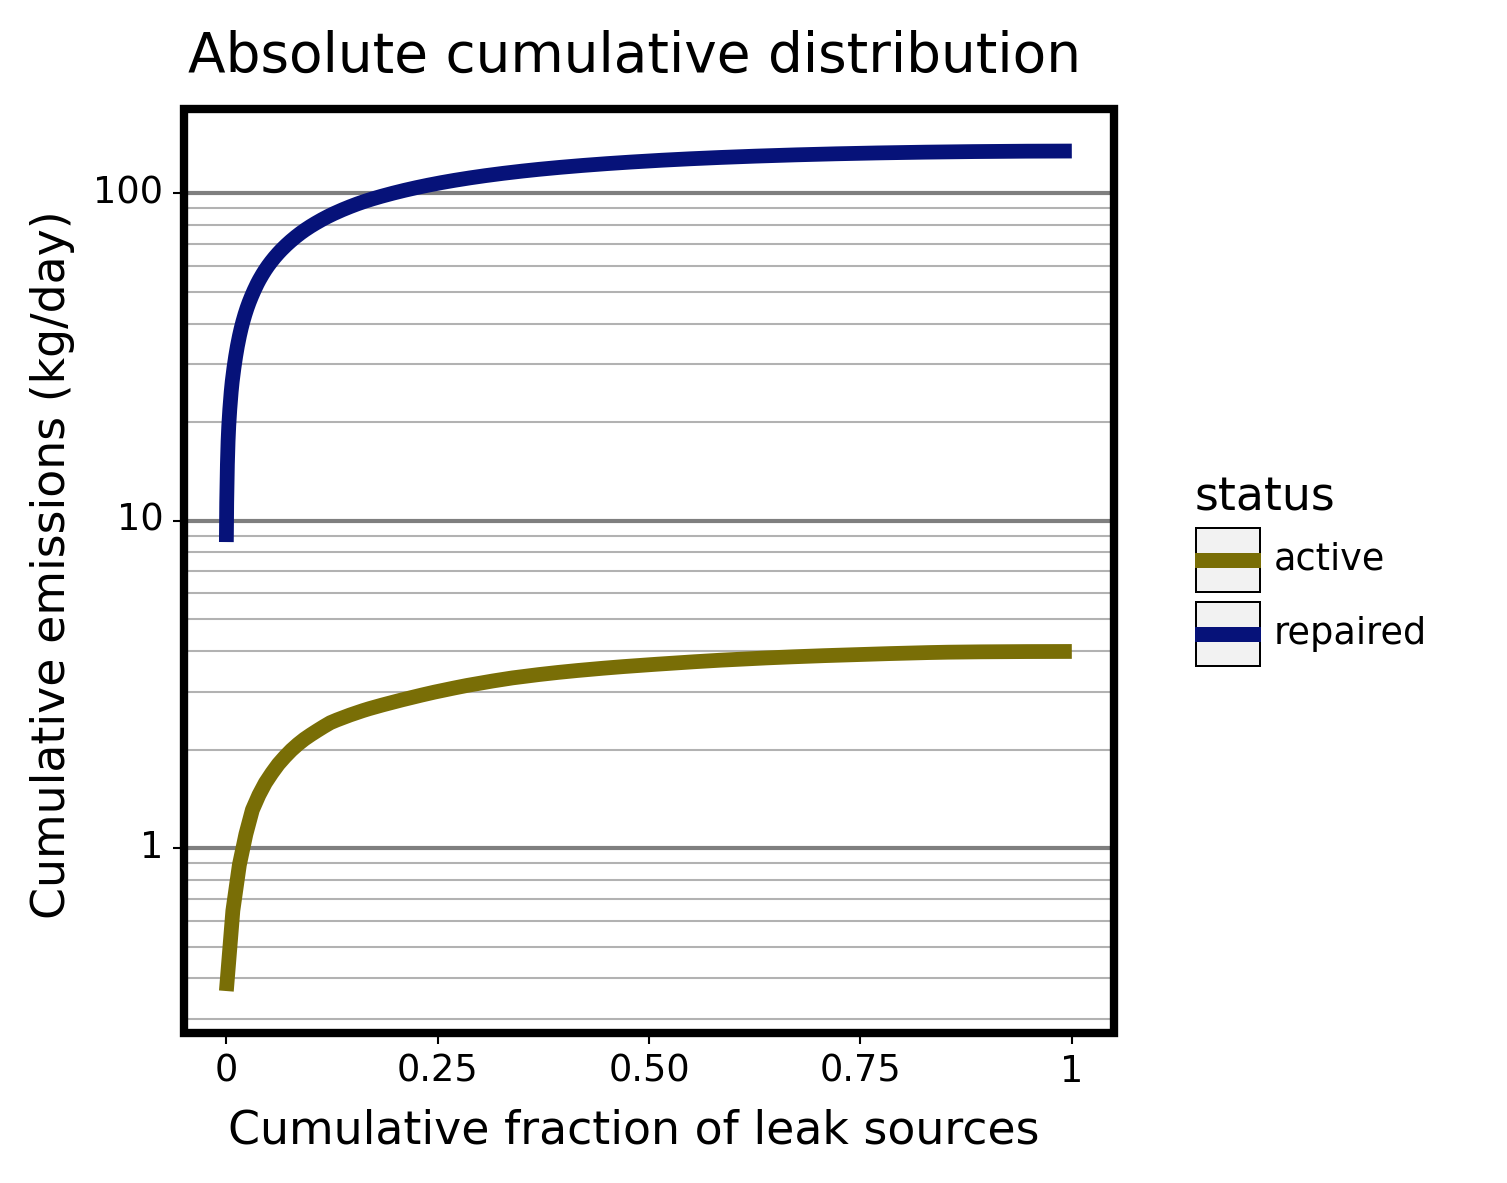 Absolute cumulative distribution
Cumulative emissions (kg/day)
100
10
1
0
0.25
0.50
0.75
1
Cumulative fraction of leak sources
status
active
repaired